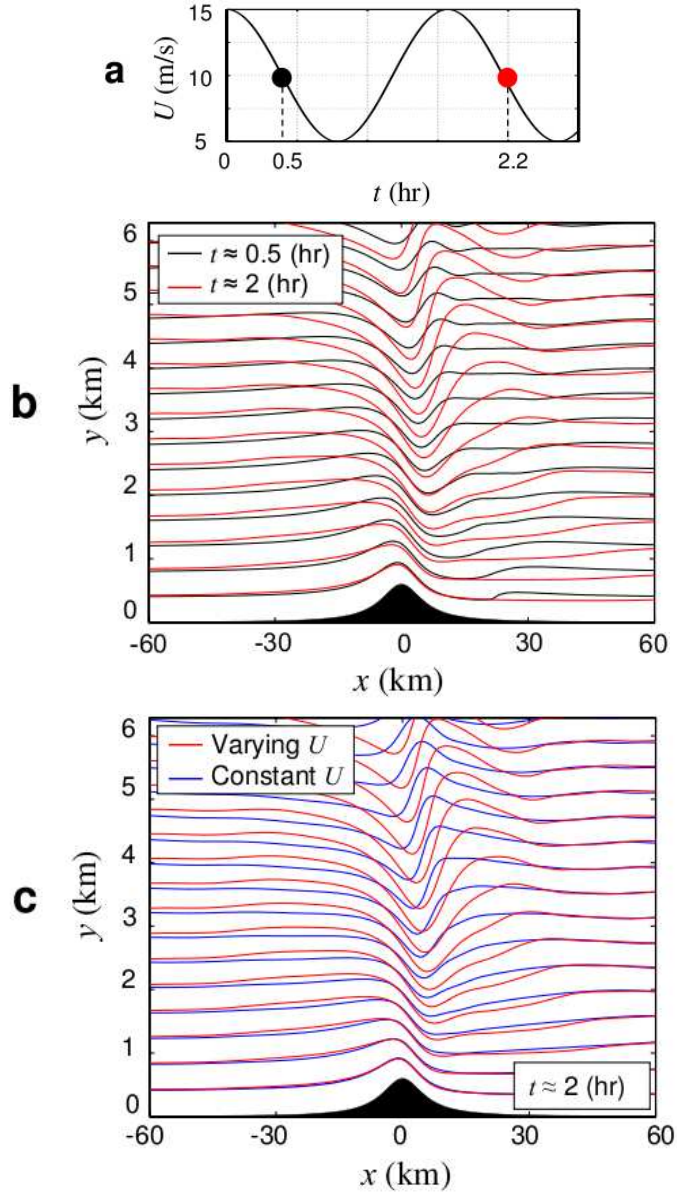 a
U (m/s)
15
10
5
0
0.5
2.2
t (hr)
b
y (km)
6
5
4
3
2
1
0
t ≈ 0.5 (hr)
t ≈ 2 (hr)
-60
-30
0
30
60
x (km)
c
y (km)
6
5
4
3
2
1
0
Varying U
Constant U
t ≈ 2 (hr)
-60
-30
0
30
60
x (km)